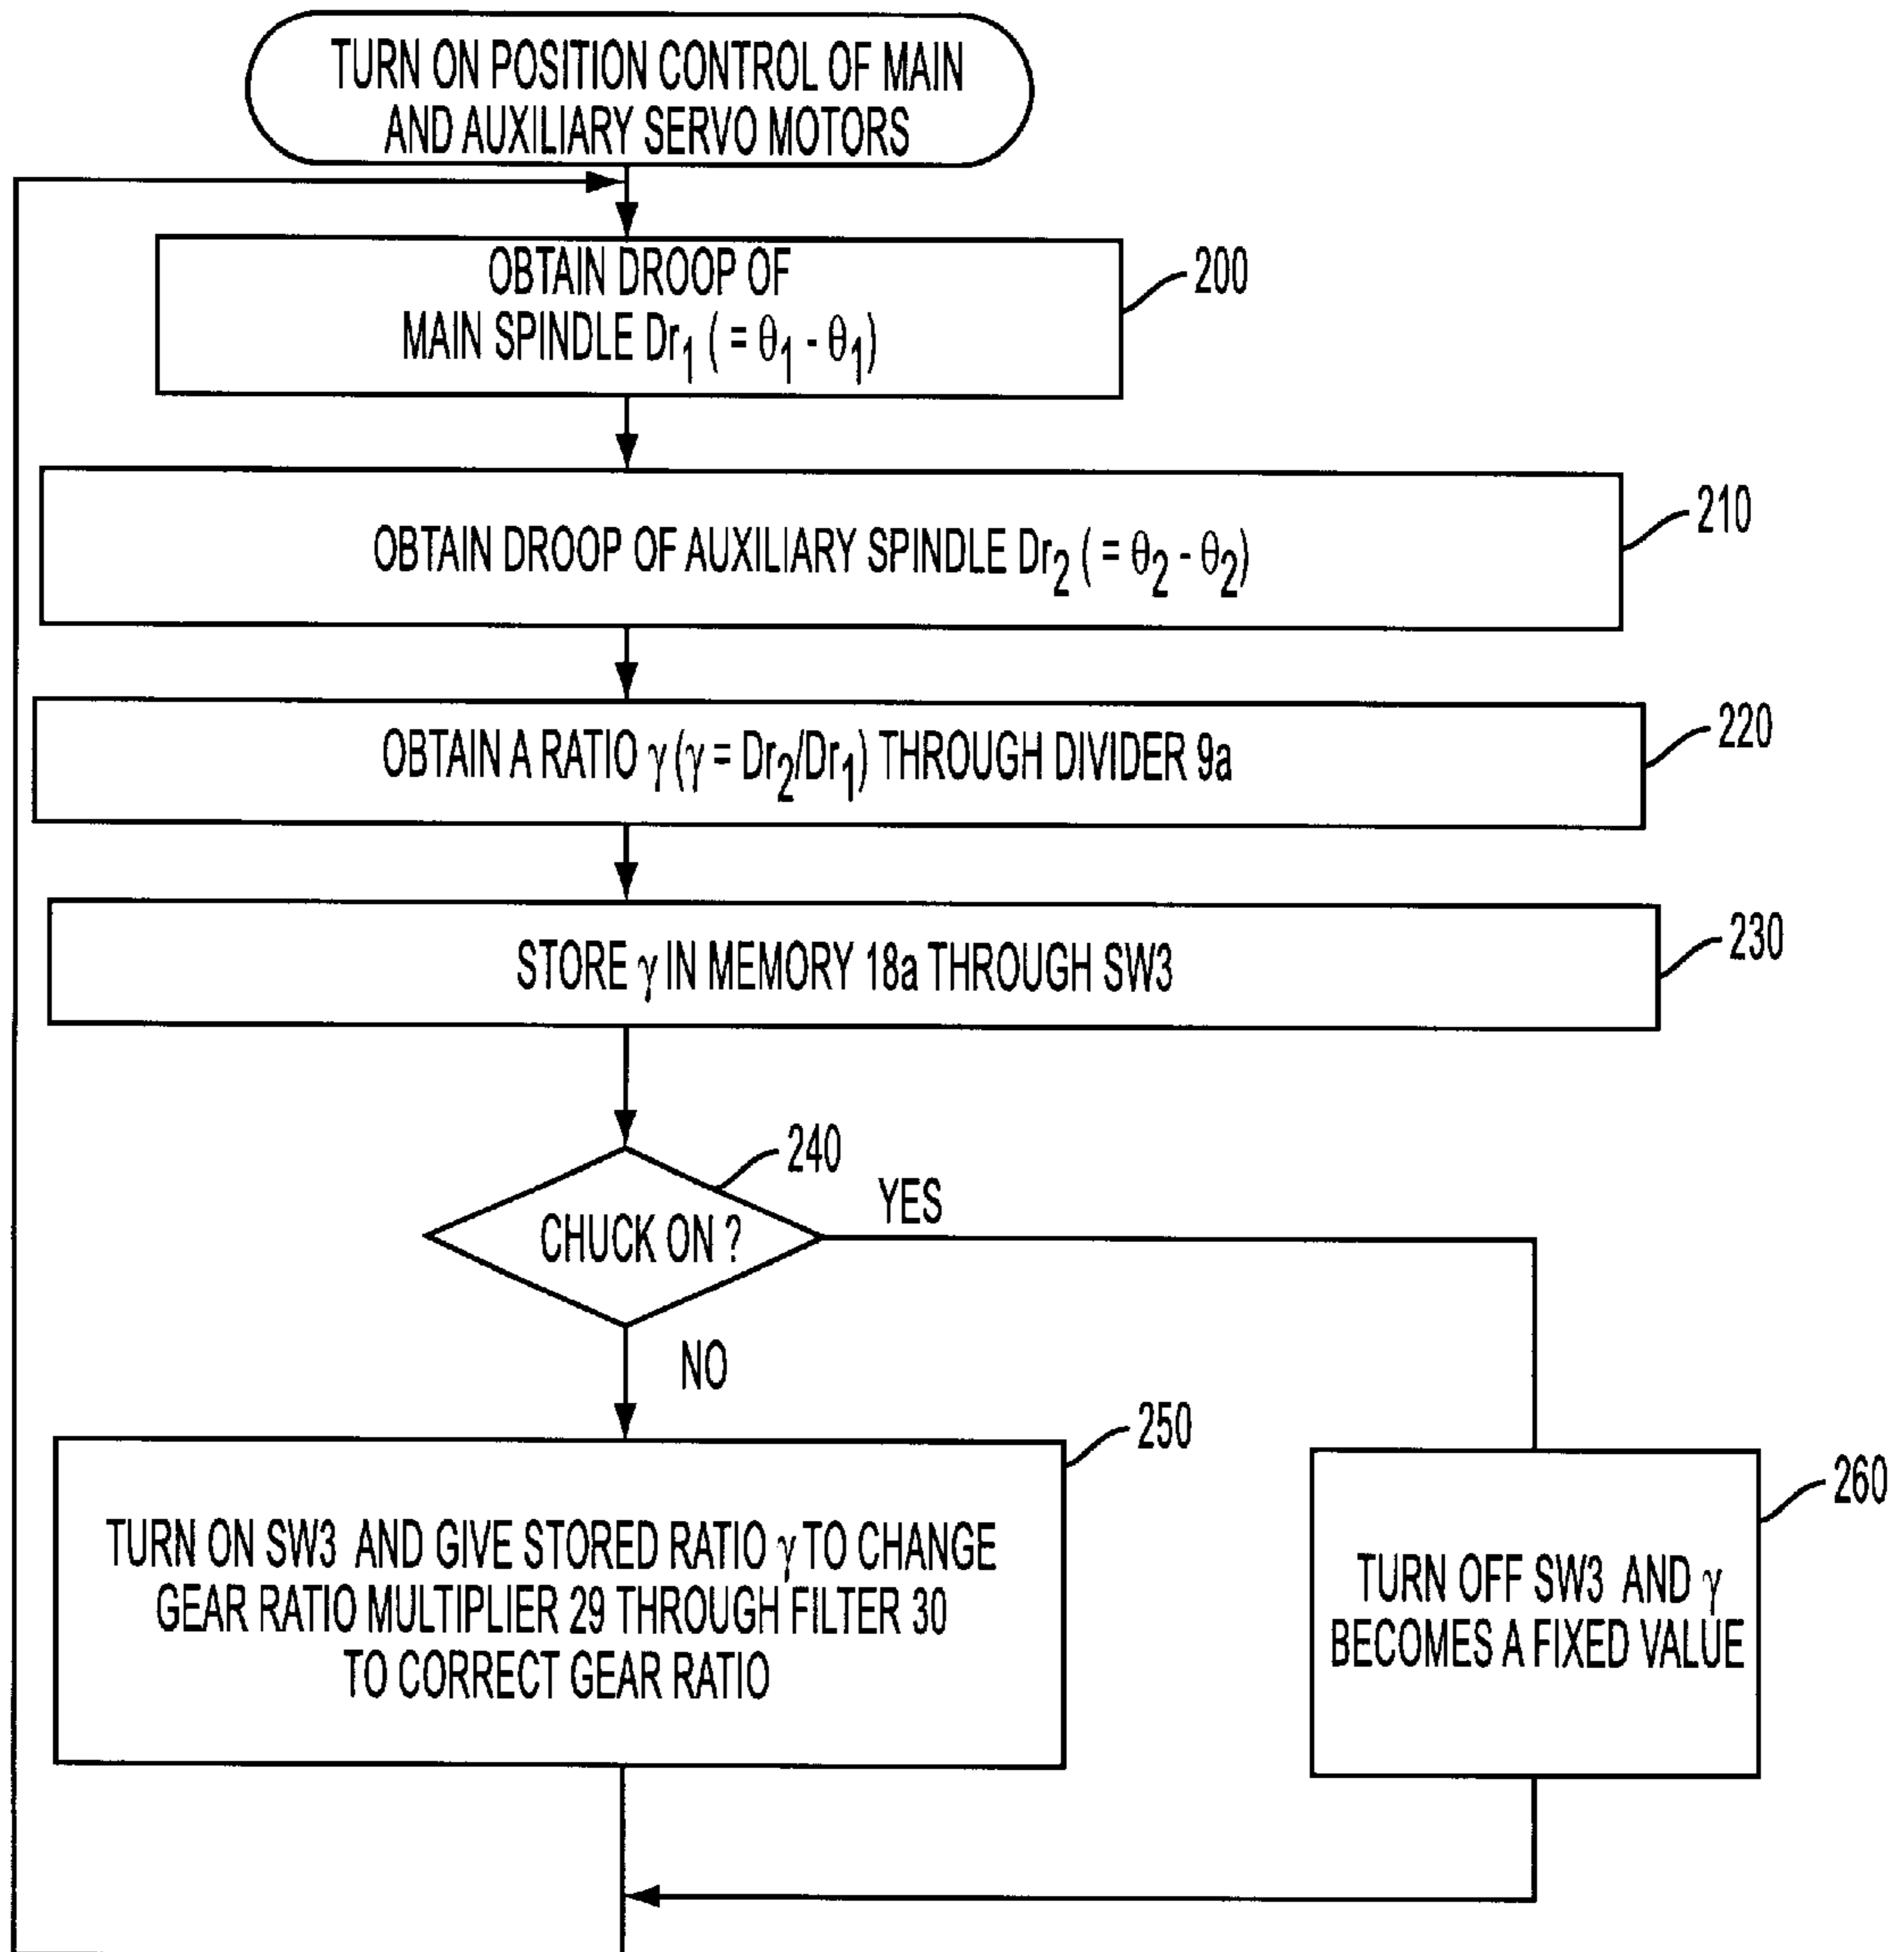 TURN ON POSITION CONTROL OF MAIN
AND AUXILIARY SERVO MOTORS
OBTAIN DROOP OF
MAIN SPINDLE Dr₁ ( = θ₁ - θ₁)
200
OBTAIN DROOP OF AUXILIARY SPINDLE Dr₂ ( = θ₂ - θ₂)
210
OBTAIN A RATIO γ (γ = Dr₂/Dr₁) THROUGH DIVIDER 9a
220
STORE γ IN MEMORY 18a THROUGH SW3
230
240
CHUCK ON ?
YES
NO
250
TURN ON SW3 AND GIVE STORED RATIO γ TO CHANGE
GEAR RATIO MULTIPLIER 29 THROUGH FILTER 30
TO CORRECT GEAR RATIO
260
TURN OFF SW3 AND γ
BECOMES A FIXED VALUE